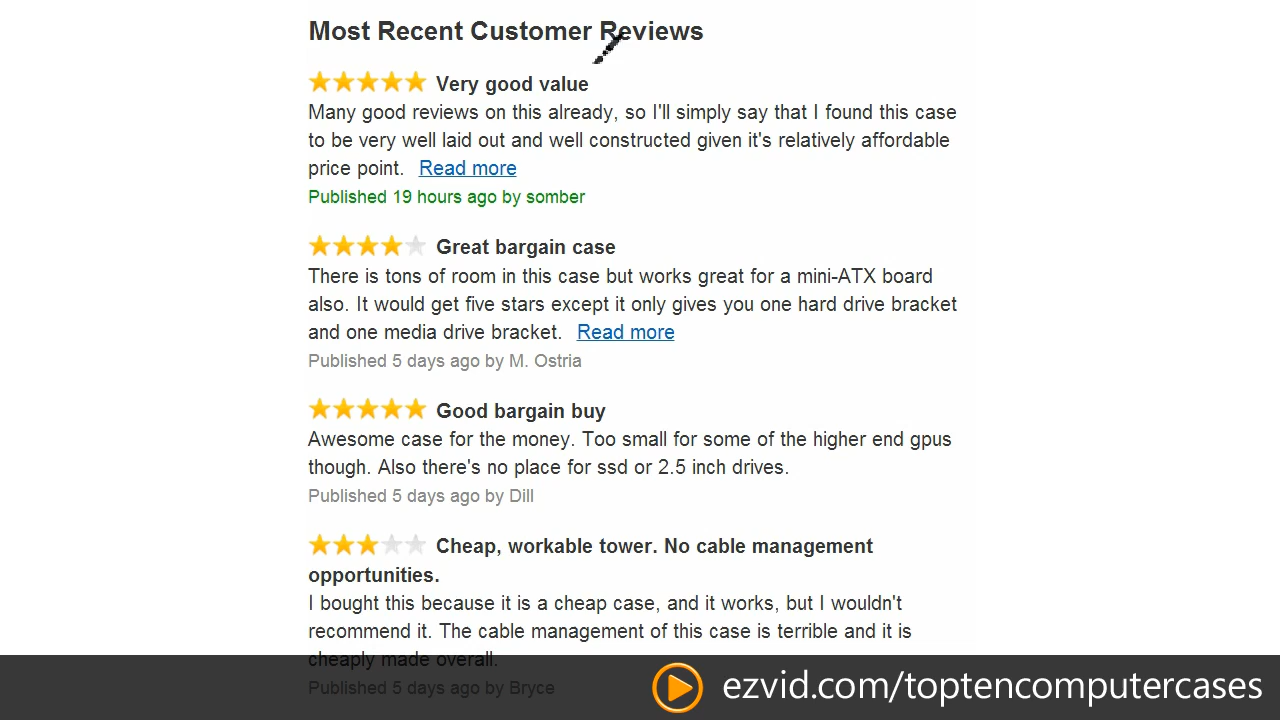 Most Recent Customer Reviews
Very good value
Many good reviews on this already, so I'll simply say that I found this case
to be very well laid out and well constructed given it's relatively affordable
price point. Read more
Published 19 hours ago by somber
Great bargain case
There is tons of room in this case but works great for a mini-ATX board
also. It would get five stars except it only gives you one hard drive bracket
and one media drive bracket. Read more
Published 5 days ago by M. Ostria
Good bargain buy
Awesome case for the money. Too small for some of the higher end gpus
though. Also there's no place for ssd or 2.5 inch drives.
Published 5 days ago by Dill
Cheap, workable tower. No cable management
opportunities.
I bought this because it is a cheap case, and it works, but I wouldn't
recommend it. The cable management of this case is terrible and it is
cheaply made overall.
Published 5 days ago by Bryce
ezvid.com/toptencomputercases